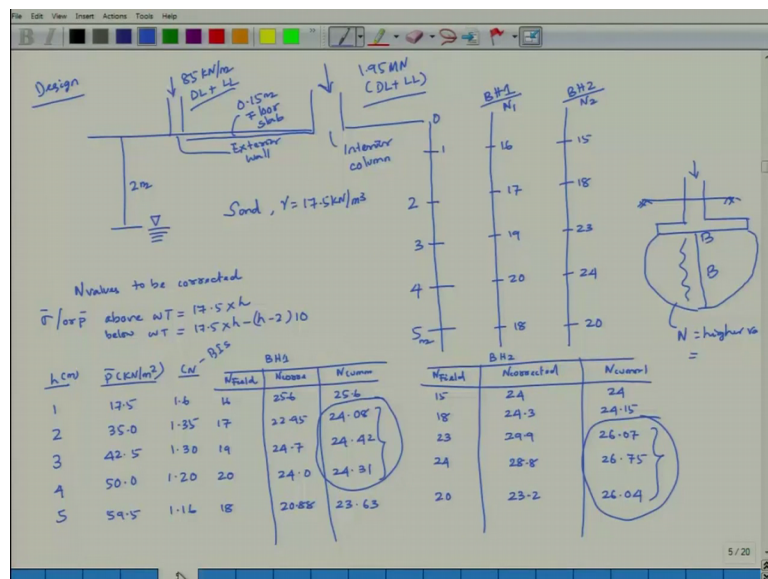 File Edit View Insert Actions Tools Help
B I
Design
85 kN/m
DL + LL
0.15m
Floor
slab
Exterior
wall
1.95 MN
(DL + LL)
Interior
column
2m
Sand, γ = 17.5 kN/m³
0
1
2
3
4
5m
BH1
N1
16
17
19
20
18
BH2
N2
15
18
23
24
20
B
B
N = higher vs
=
N values to be corrected
σ̄ / or p̄ above WT = 17.5 x h
below WT = 17.5 x h - (h - 2) 10
h (m) p̄ (kN/m²) CN - BIS
BH1
NField Ncorre Ncumm
BH2
NField Ncorrected Ncumml
1 17.5 1.6 16 25.6 25.6 15 24 24
2 35.0 1.35 17 22.95 24.08 18 24.3 24.15
3 42.5 1.30 19 24.7 24.42 23 29.9 26.07
4 50.0 1.20 20 24.0 24.31 24 28.8 26.75
5 59.5 1.16 18 20.88 23.63 20 23.2 26.04
5 / 20